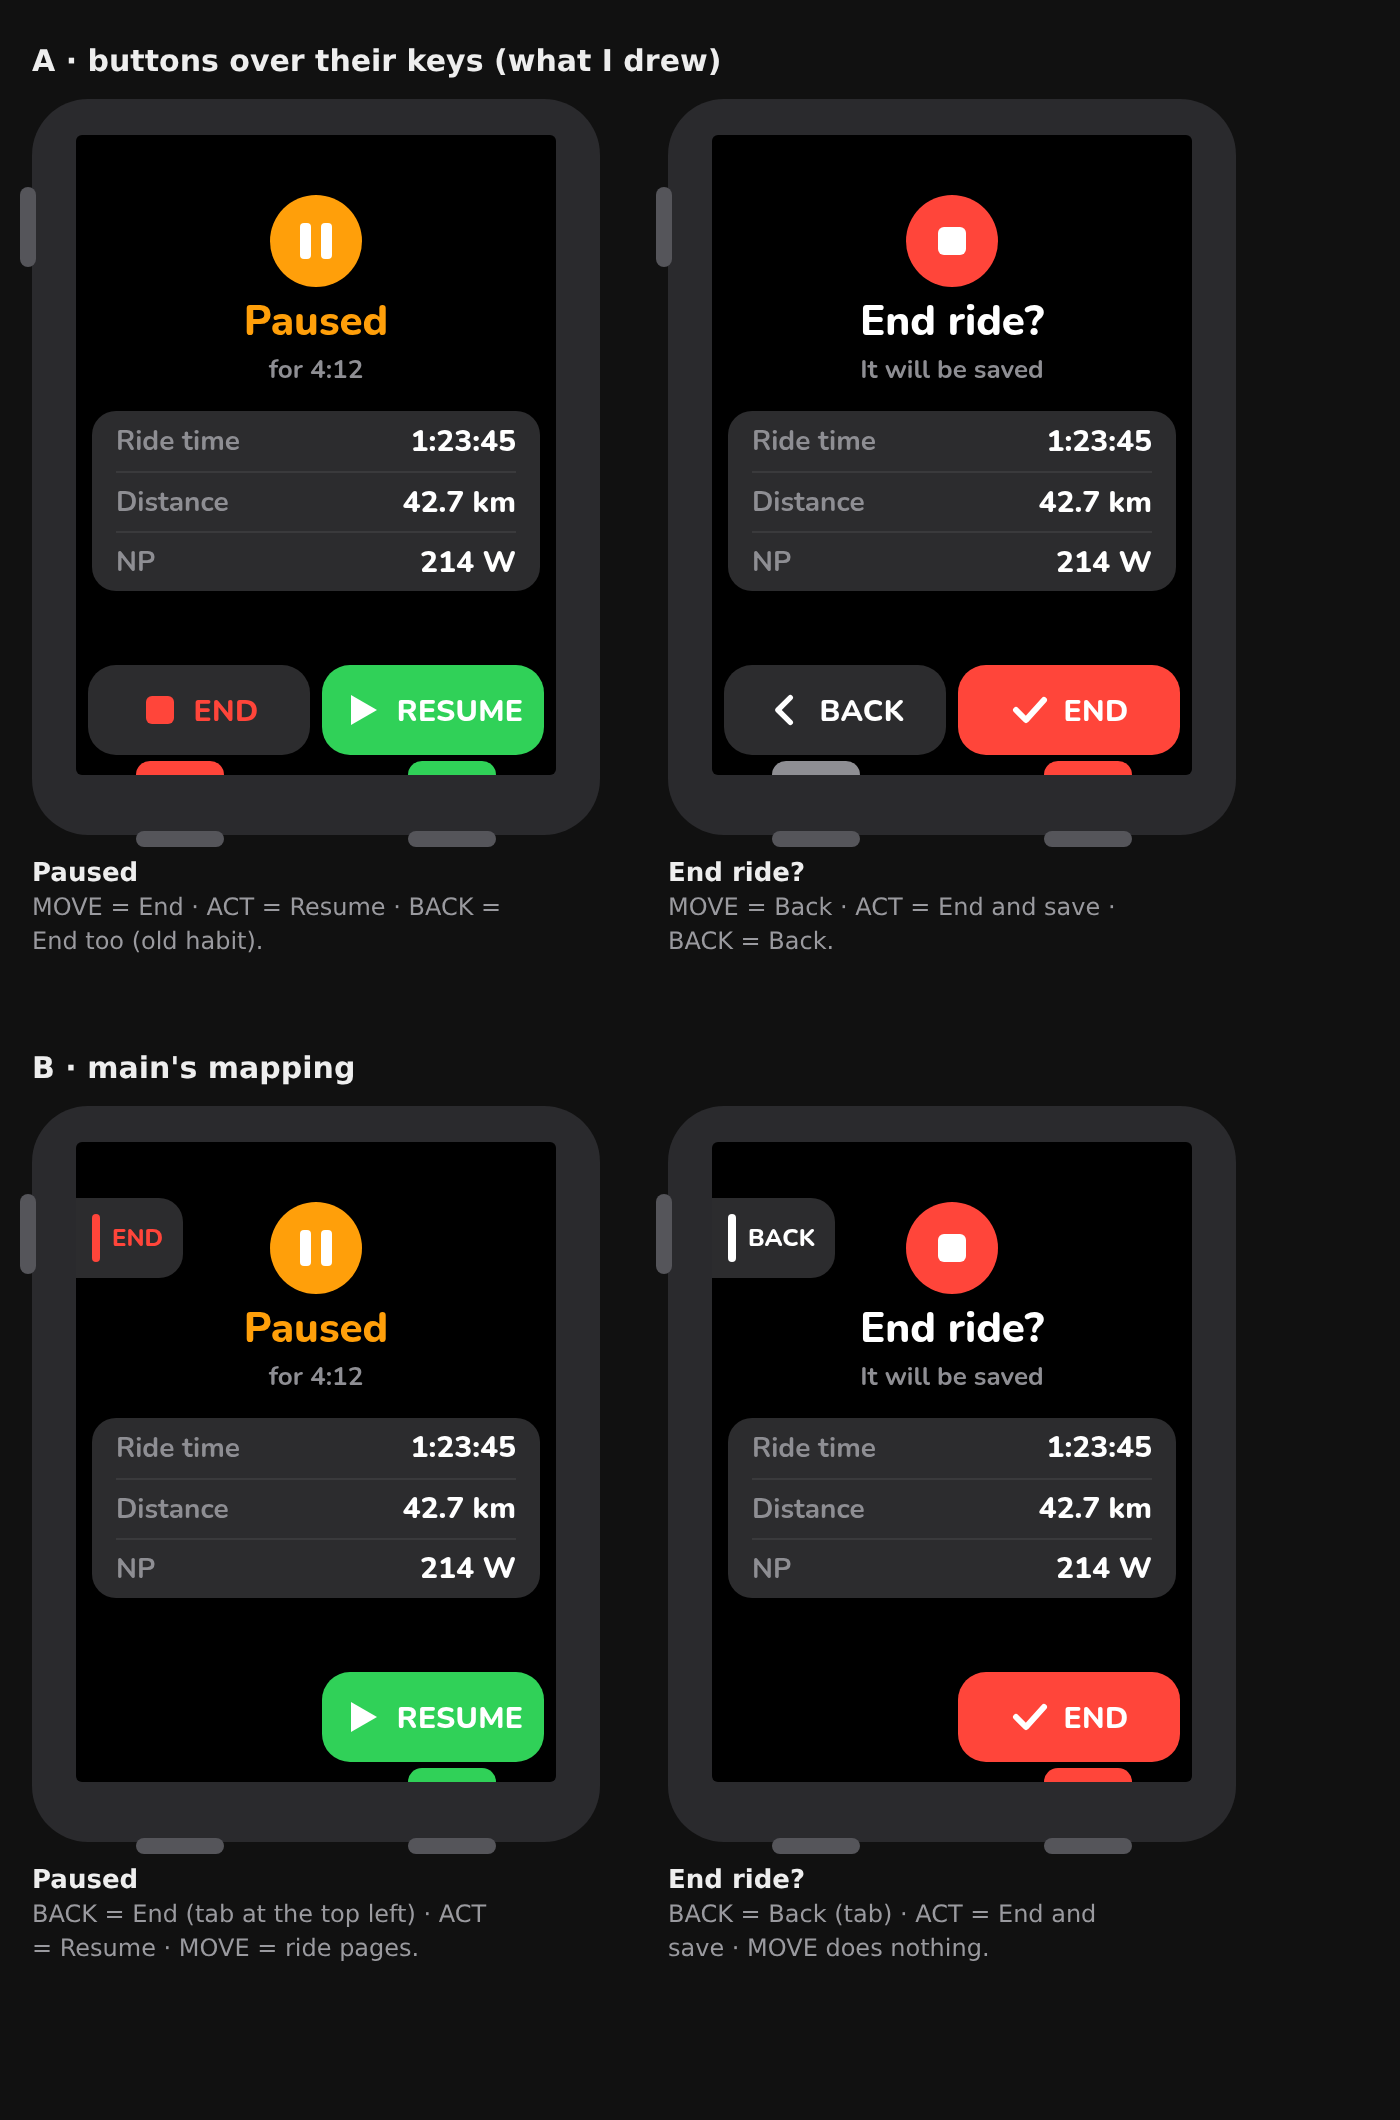 A · buttons over their keys (what I drew)
Paused
for 4:12
Ride time 1:23:45
Distance 42.7 km
NP 214 W
END RESUME
Paused
MOVE = End · ACT = Resume · BACK =
End too (old habit).
End ride?
It will be saved
Ride time 1:23:45
Distance 42.7 km
NP 214 W
BACK END
End ride?
MOVE = Back · ACT = End and save ·
BACK = Back.
B · main's mapping
END
Paused
for 4:12
Ride time 1:23:45
Distance 42.7 km
NP 214 W
RESUME
Paused
BACK = End (tab at the top left) · ACT
= Resume · MOVE = ride pages.
BACK
End ride?
It will be saved
Ride time 1:23:45
Distance 42.7 km
NP 214 W
END
End ride?
BACK = Back (tab) · ACT = End and
save · MOVE does nothing.